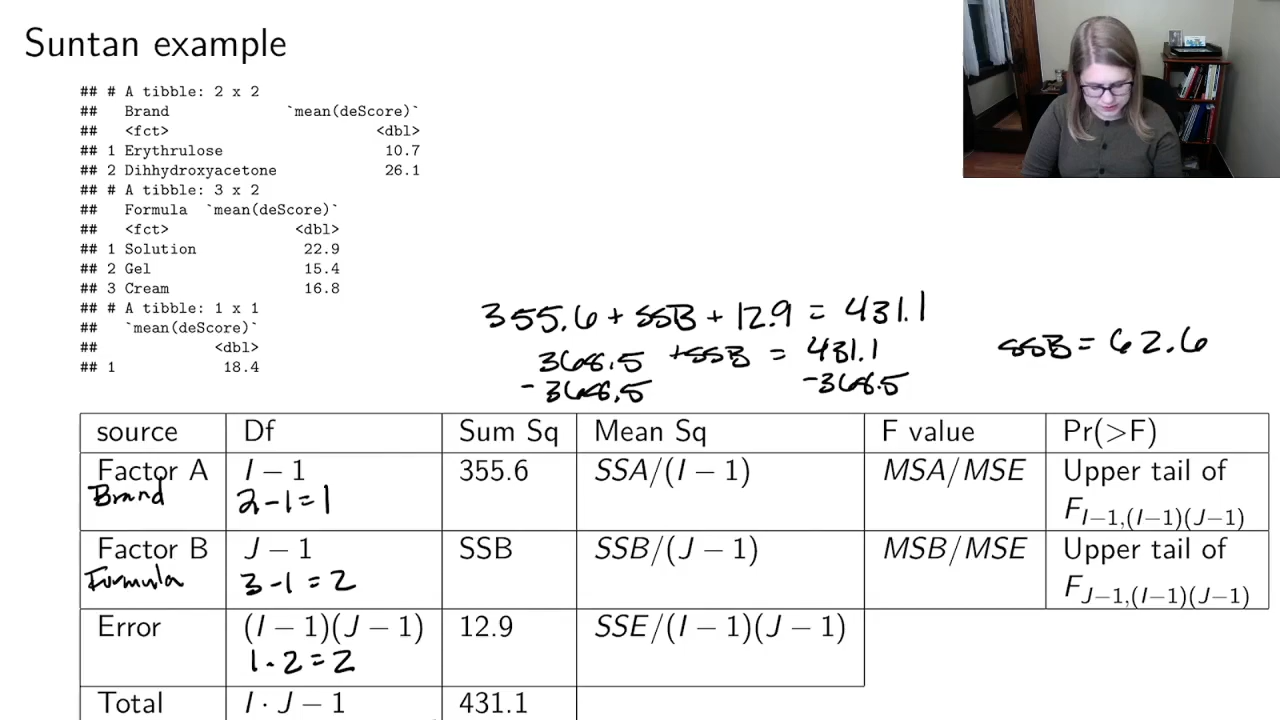 Suntan example
## # A tibble: 2 x 2
## Brand `mean(deScore)`
## <fct> <dbl>
## 1 Erythrulose 10.7
## 2 Dihhydroxyacetone 26.1
## # A tibble: 3 x 2
## Formula `mean(deScore)`
## <fct> <dbl>
## 1 Solution 22.9
## 2 Gel 15.4
## 3 Cream 16.8
## # A tibble: 1 x 1
## `mean(deScore)`
## <dbl>
## 1 18.4
355.6 + SSB + 12.9 = 431.1
368.5 + SSB = 431.1
-368.5 -368.5
SSB = 62.6
source Df Sum Sq Mean Sq F value Pr(>F)
Factor A I − 1 355.6 SSA/(I − 1) MSA/MSE Upper tail of
Brand 2-1=1 F_{I−1,(I−1)(J−1)}
Factor B J − 1 SSB SSB/(J − 1) MSB/MSE Upper tail of
Formula 3-1=2 F_{J−1,(I−1)(J−1)}
Error (I − 1)(J − 1) 12.9 SSE/(I − 1)(J − 1)
1·2=2
Total I · J − 1 431.1